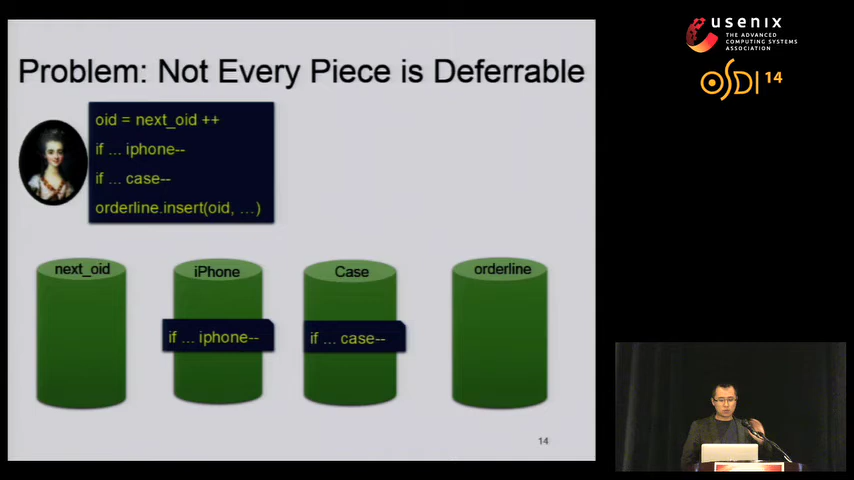 usenix
THE ADVANCED
COMPUTING SYSTEMS
ASSOCIATION
OSDI 14
Problem: Not Every Piece is Deferrable
oid = next_oid ++
if ... iphone--
if ... case--
orderline.insert(oid, ...)
next_oid
iPhone
Case
orderline
if ... iphone--
if ... case--
14